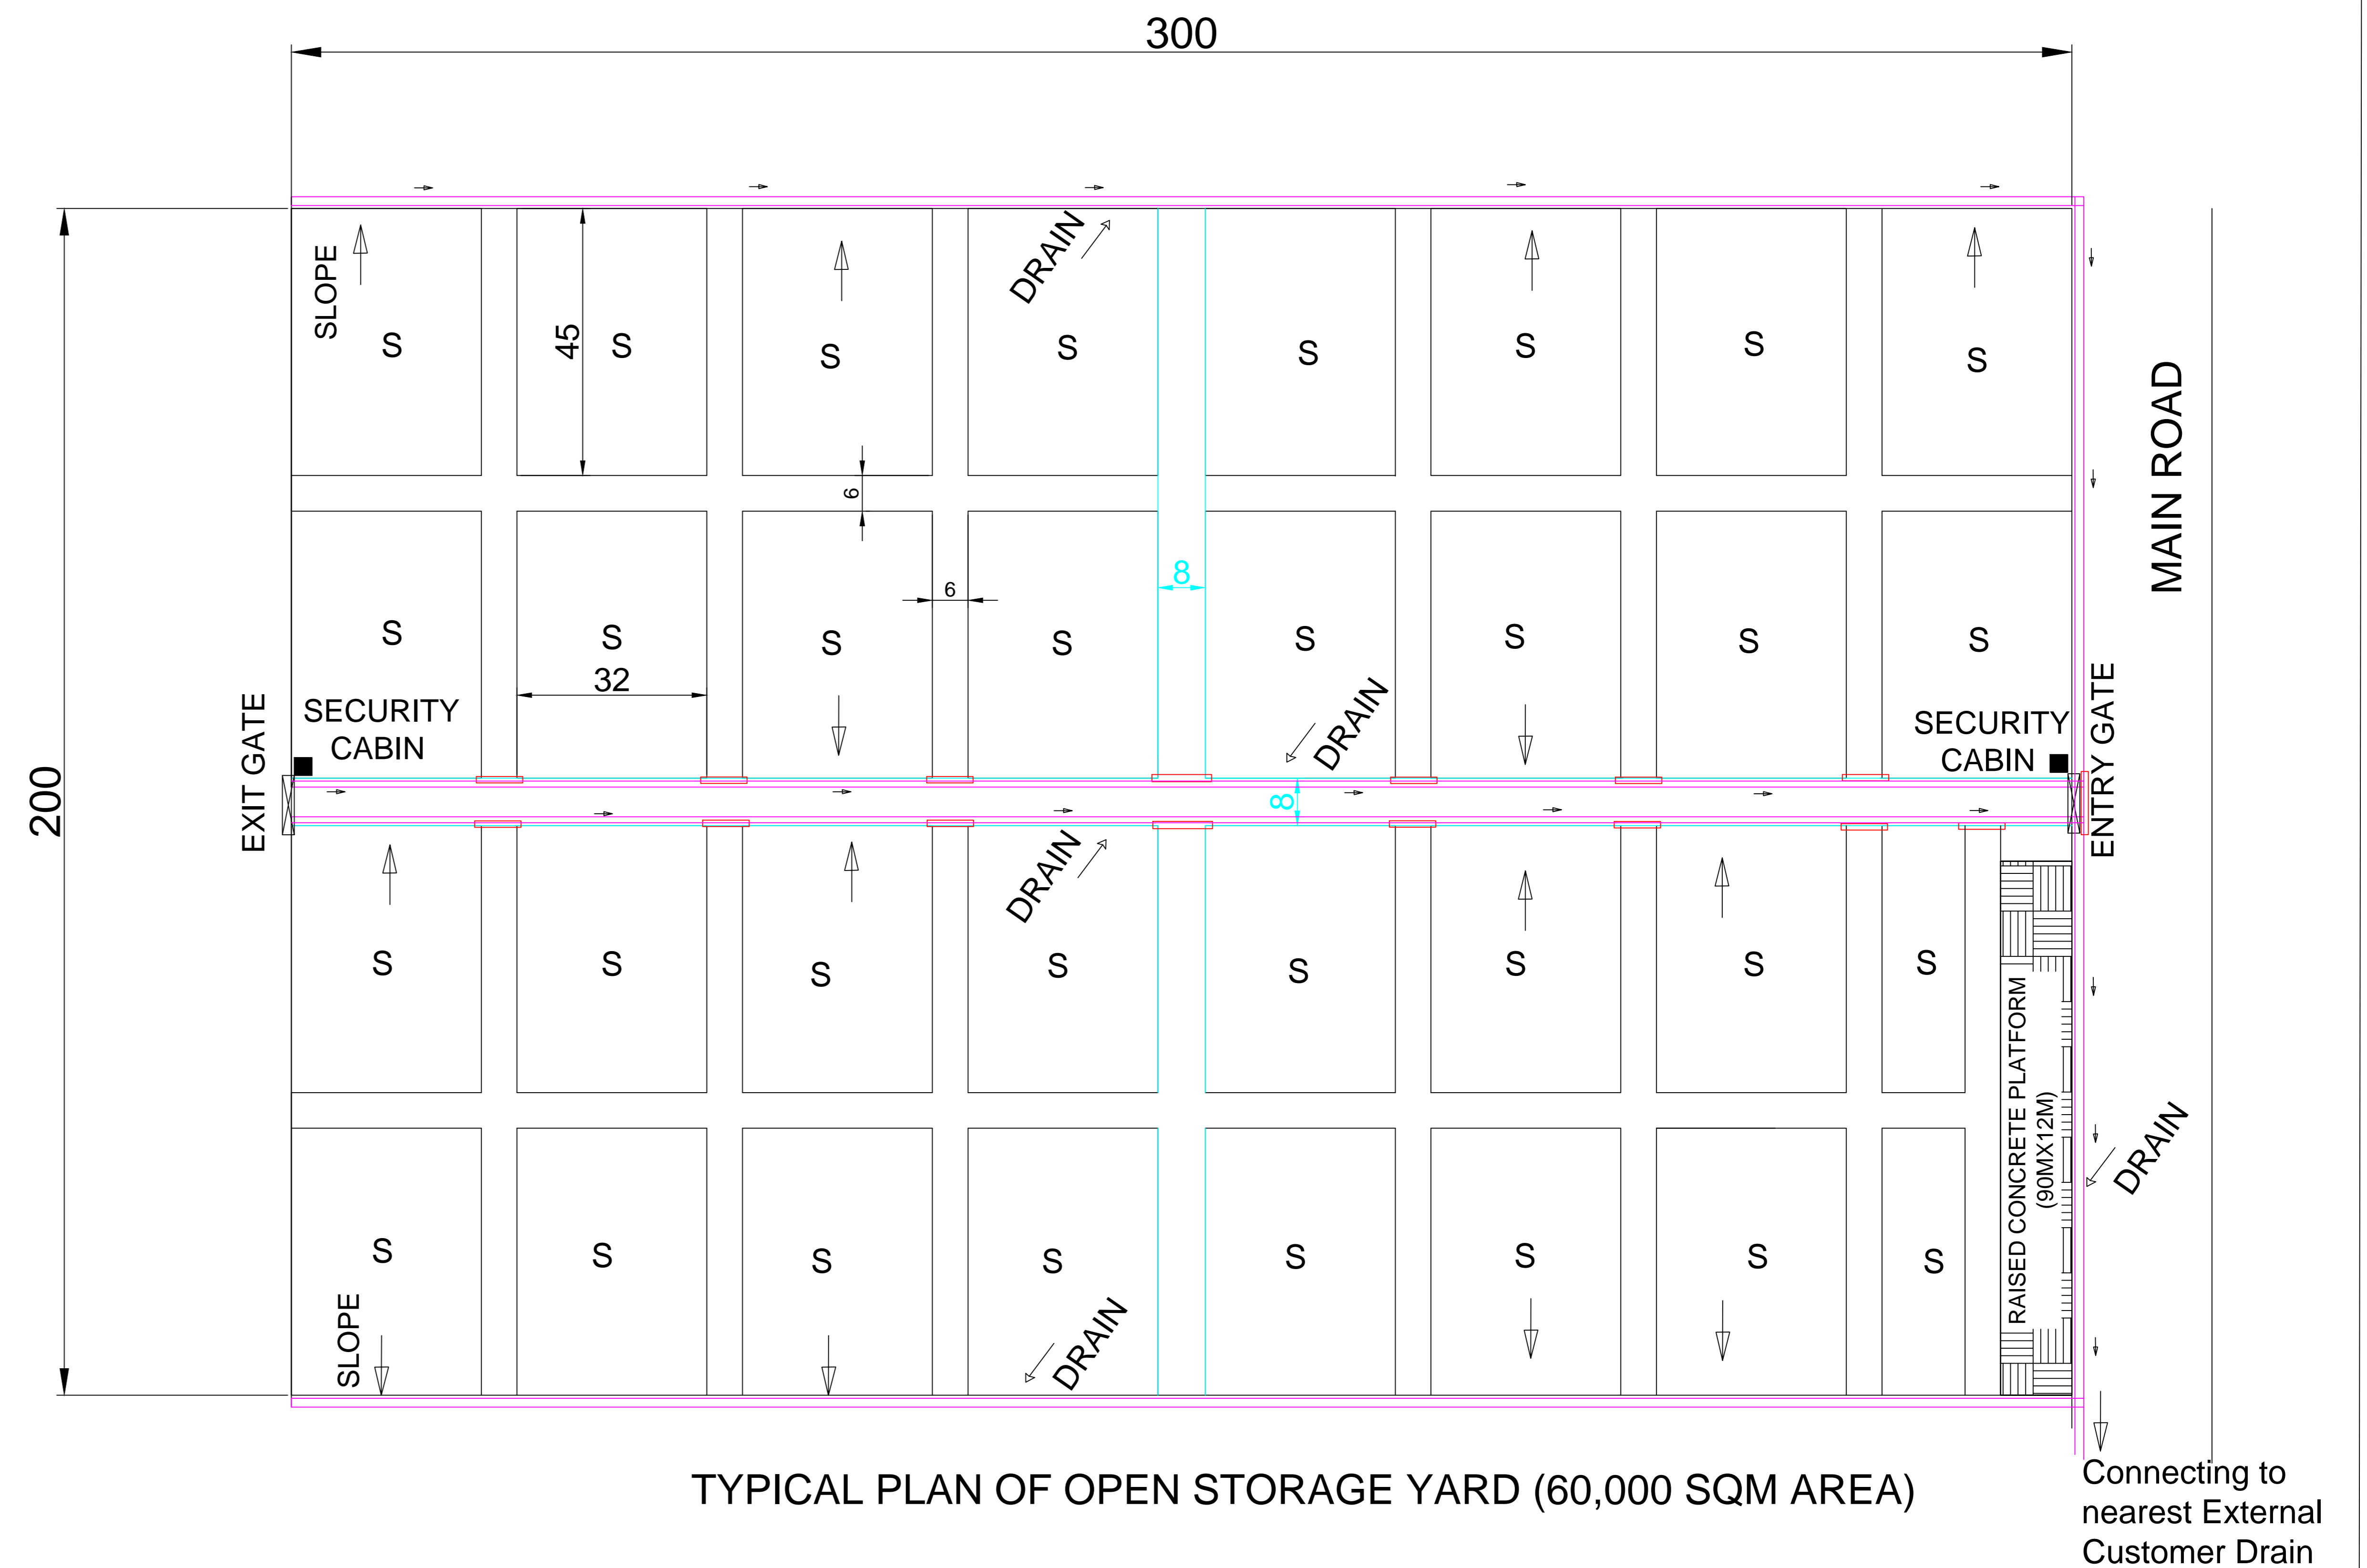 300
SLOPE
DRAIN
S
45
S
S
S
S
S
S
S
MAIN ROAD
6
6
8
S
S
S
S
S
S
S
S
32
EXIT GATE
SECURITY
CABIN
DRAIN
SECURITY
CABIN
ENTRY GATE
200
8
DRAIN
S
S
S
S
S
S
S
S
RAISED CONCRETE PLATFORM
(90MX12M)
DRAIN
S
S
S
S
S
S
S
S
SLOPE
DRAIN
TYPICAL PLAN OF OPEN STORAGE YARD (60,000 SQM AREA)
Connecting to
nearest External
Customer Drain